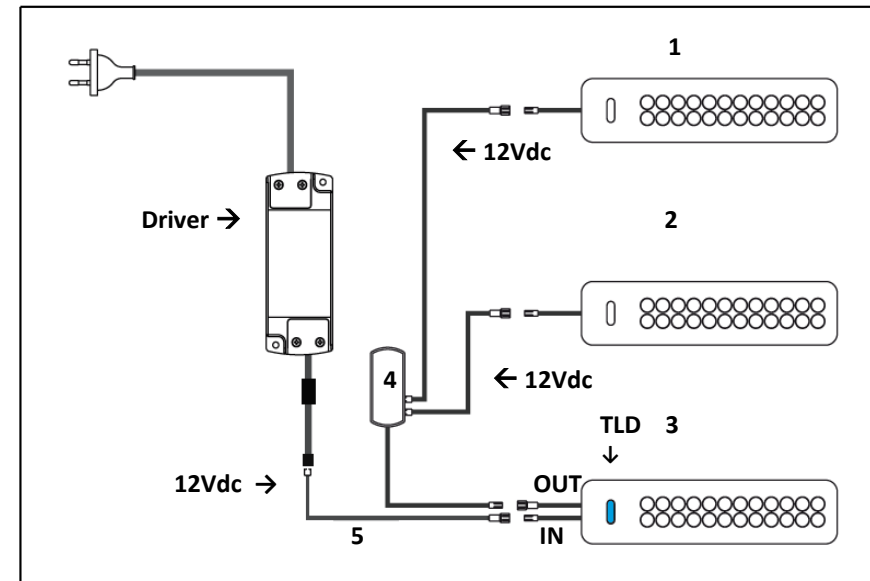 1
← 12Vdc
Driver →
2
4
← 12Vdc
TLD 3
↓
12Vdc →
OUT
5
IN